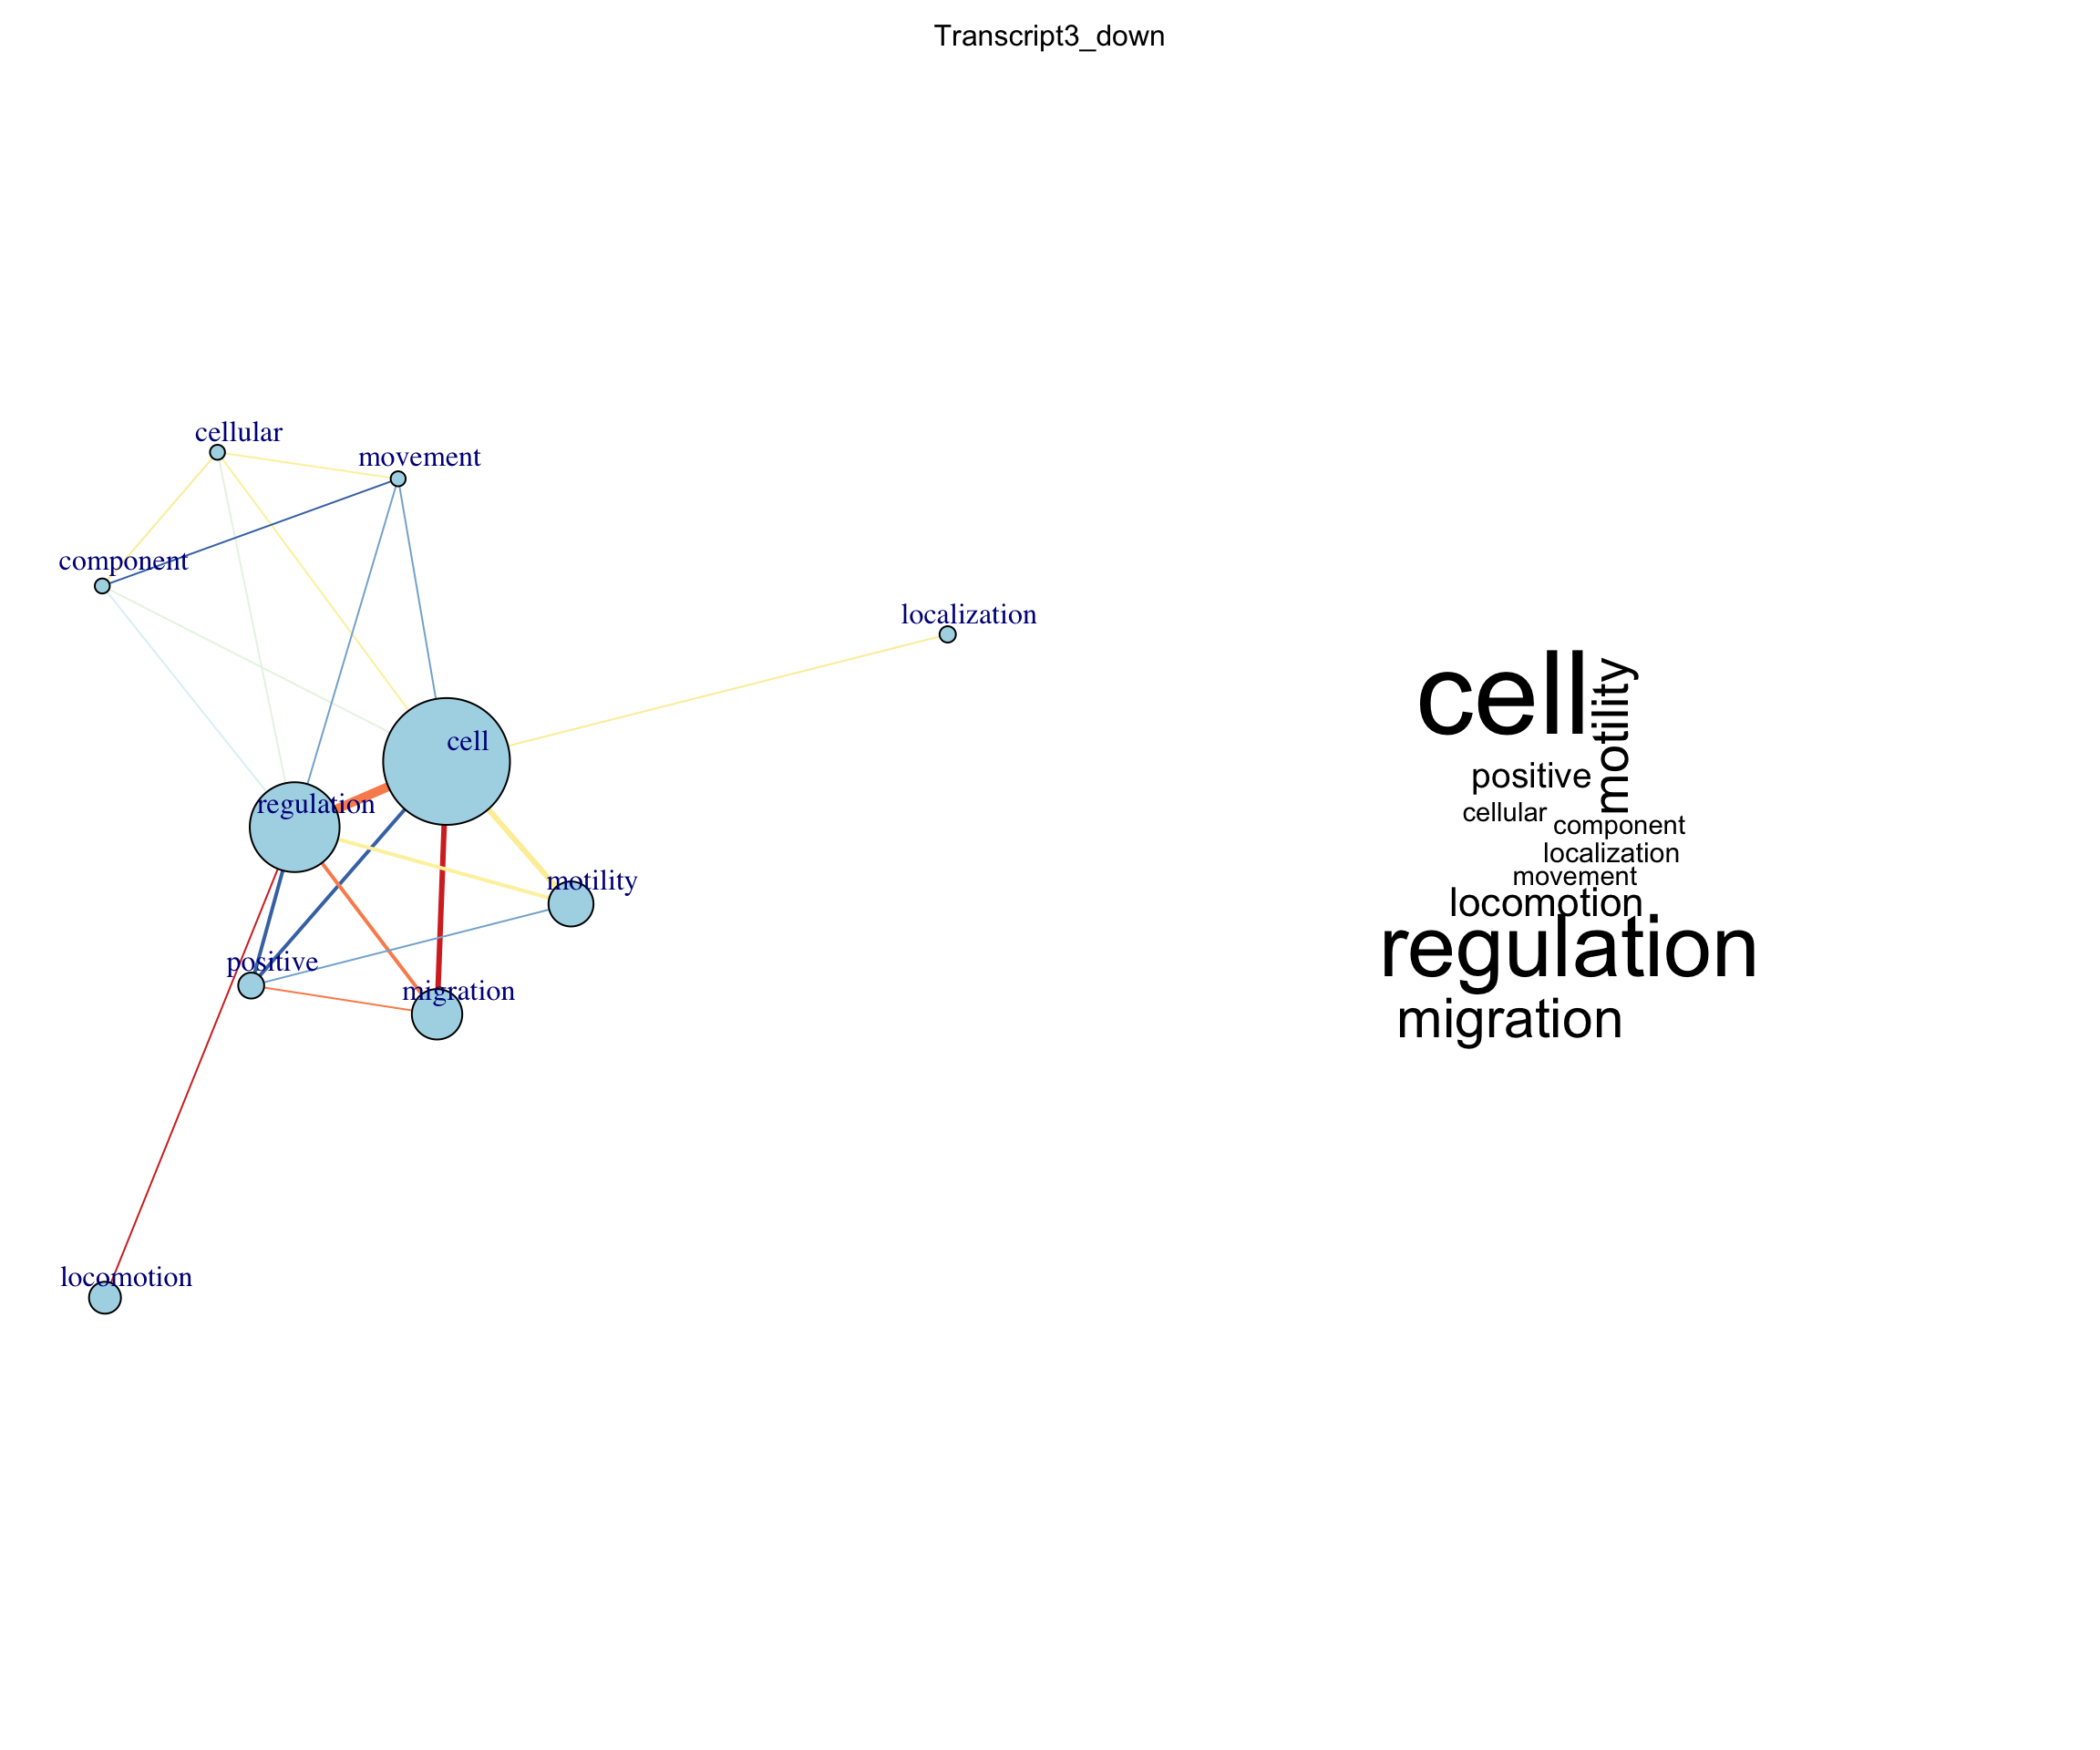 Transcript3_down
cellular
movement
component
localization
cell
regulation
motility
positive
migration
locomotion
cell
motility
positive
cellular
component
localization
movement
locomotion
regulation
migration